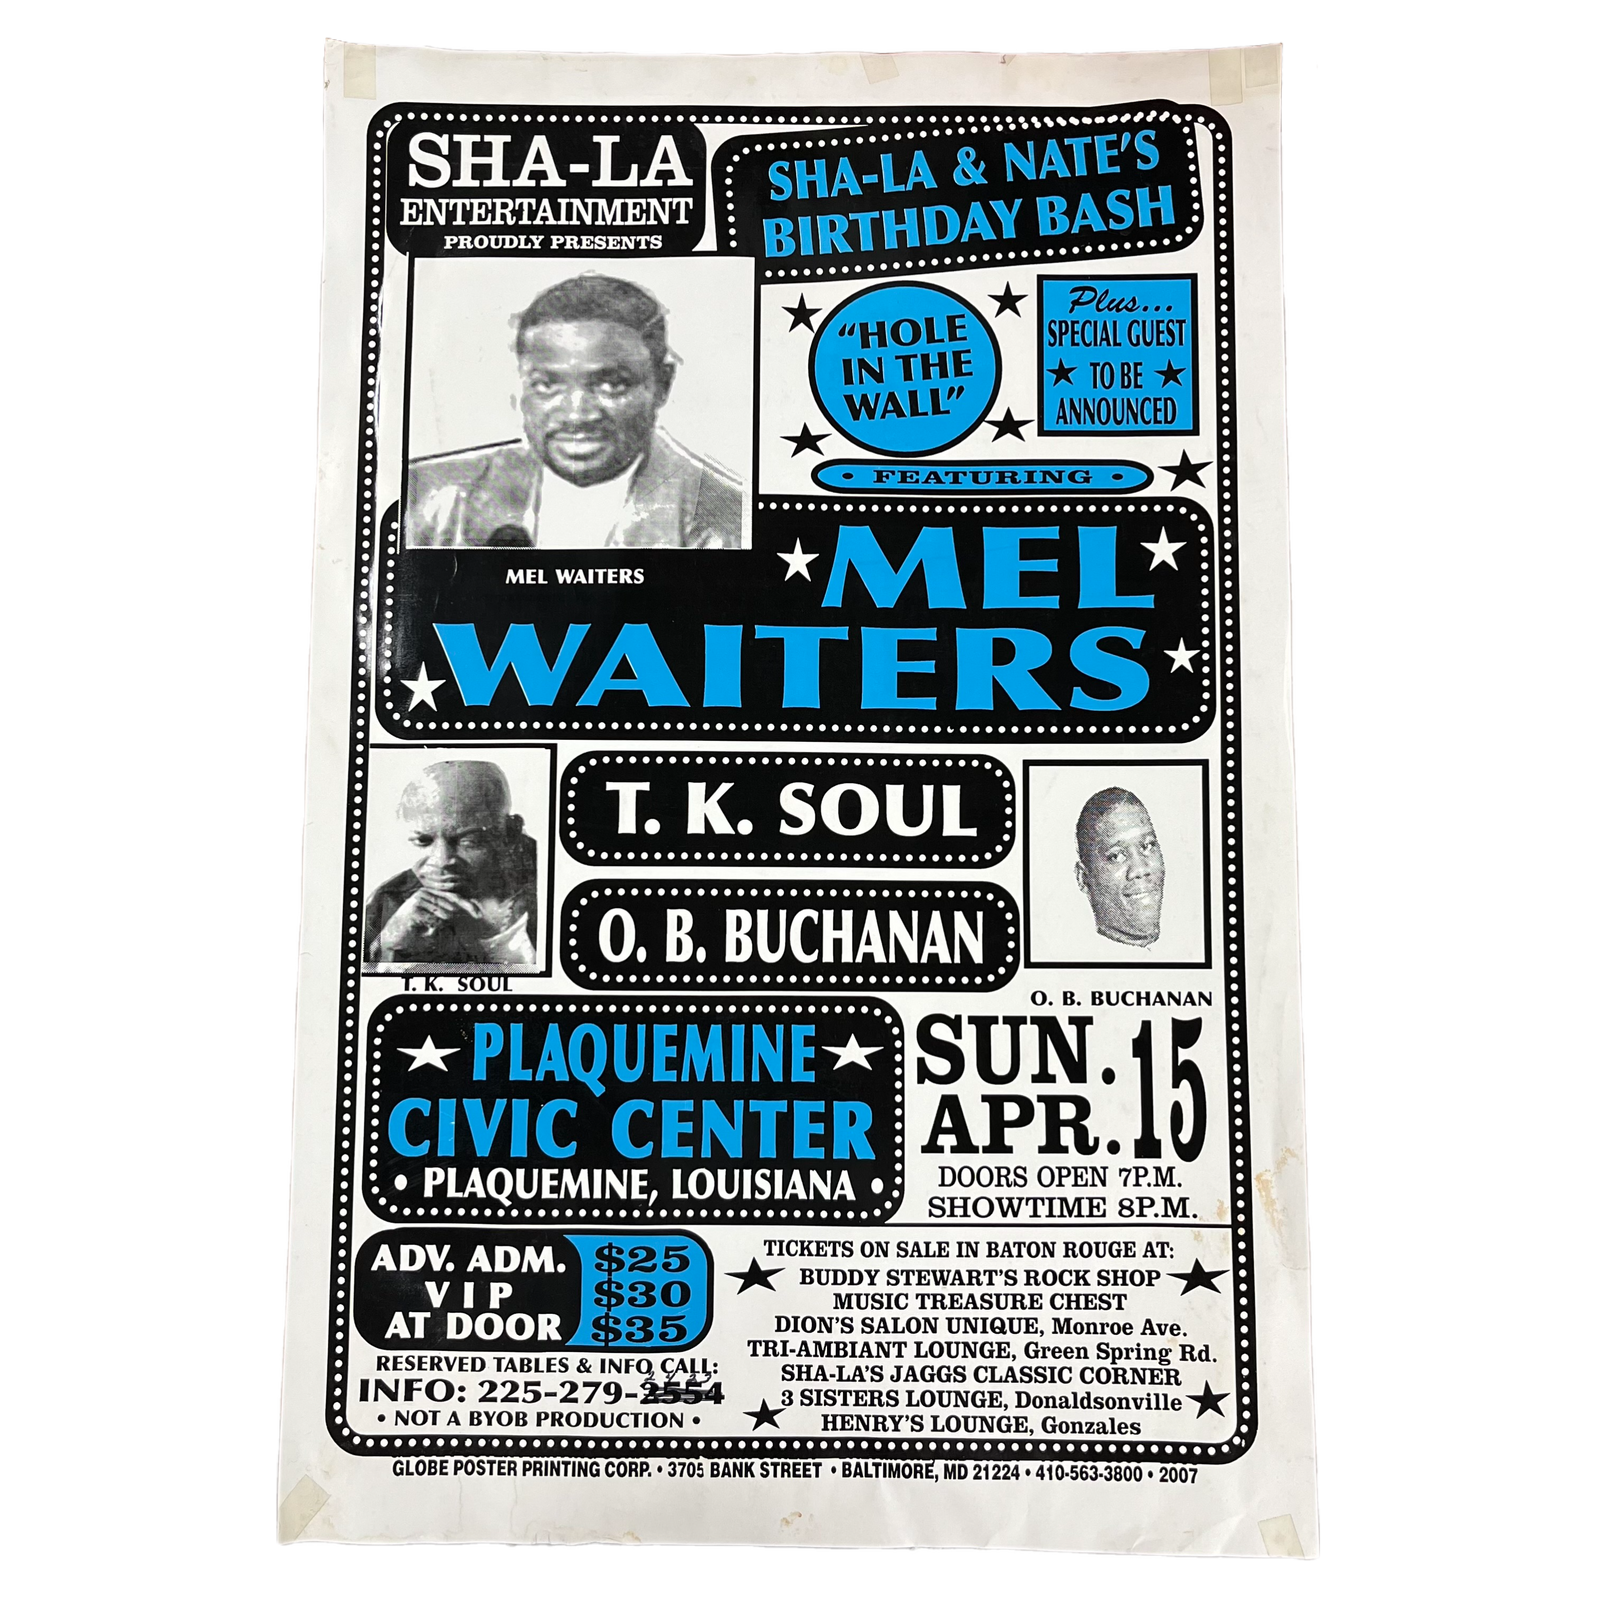 SHA-LA
ENTERTAINMENT
PROUDLY PRESENTS
SHA-LA & NATE'S
BIRTHDAY BASH
"HOLE
IN THE
WALL"
Plus...
SPECIAL GUEST
TO BE
ANNOUNCED
• FEATURING •
MEL WAITERS
MEL
WAITERS
T. K. SOUL
O. B. BUCHANAN
T. K. SOUL
O. B. BUCHANAN
PLAQUEMINE
CIVIC CENTER
• PLAQUEMINE, LOUISIANA •
SUN.
APR. 15
DOORS OPEN 7P.M.
SHOWTIME 8P.M.
ADV. ADM. $25
VIP $30
AT DOOR $35
RESERVED TABLES & INFO CALL:
INFO: 225-279-2554
• NOT A BYOB PRODUCTION •
TICKETS ON SALE IN BATON ROUGE AT:
BUDDY STEWART'S ROCK SHOP
MUSIC TREASURE CHEST
DION'S SALON UNIQUE, Monroe Ave.
TRI-AMBIANT LOUNGE, Green Spring Rd.
SHA-LA'S JAGGS CLASSIC CORNER
3 SISTERS LOUNGE, Donaldsonville
HENRY'S LOUNGE, Gonzales
GLOBE POSTER PRINTING CORP. • 3705 BANK STREET • BALTIMORE, MD 21224 • 410-563-3800 • 2007